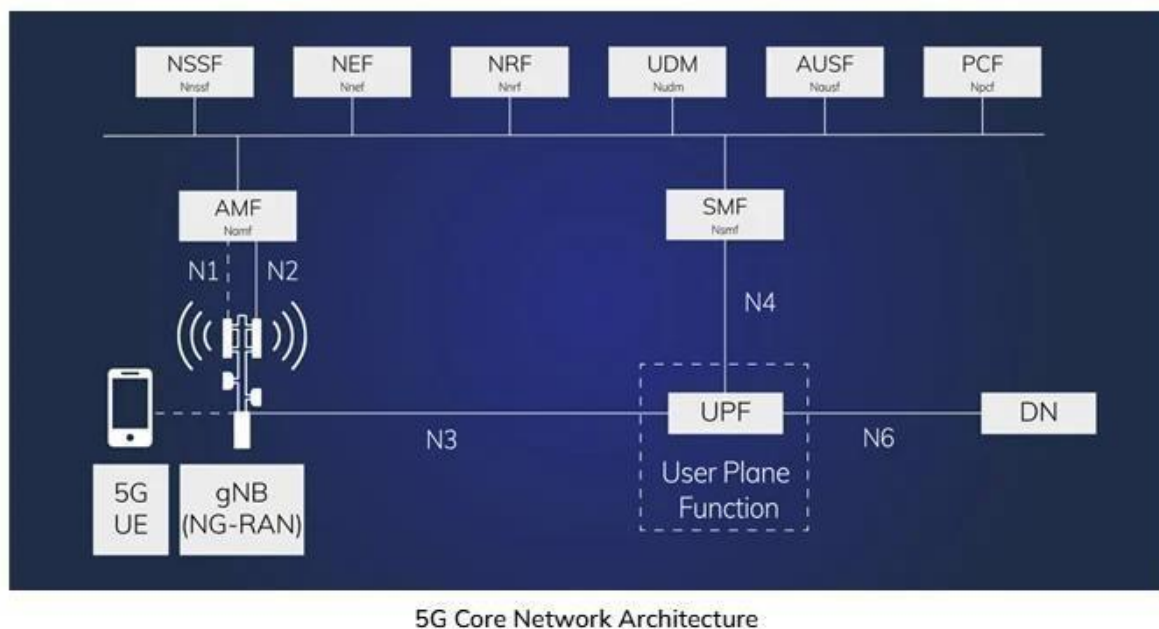 NSSF
Nnssf
NEF
Nnef
NRF
Nnrf
UDM
Nudm
AUSF
Nausf
PCF
Npcf
AMF
Namf
SMF
Nsmf
N1
N2
N4
UPF
DN
N3
N6
User Plane
Function
5G
UE
gNB
(NG-RAN)
5G Core Network Architecture